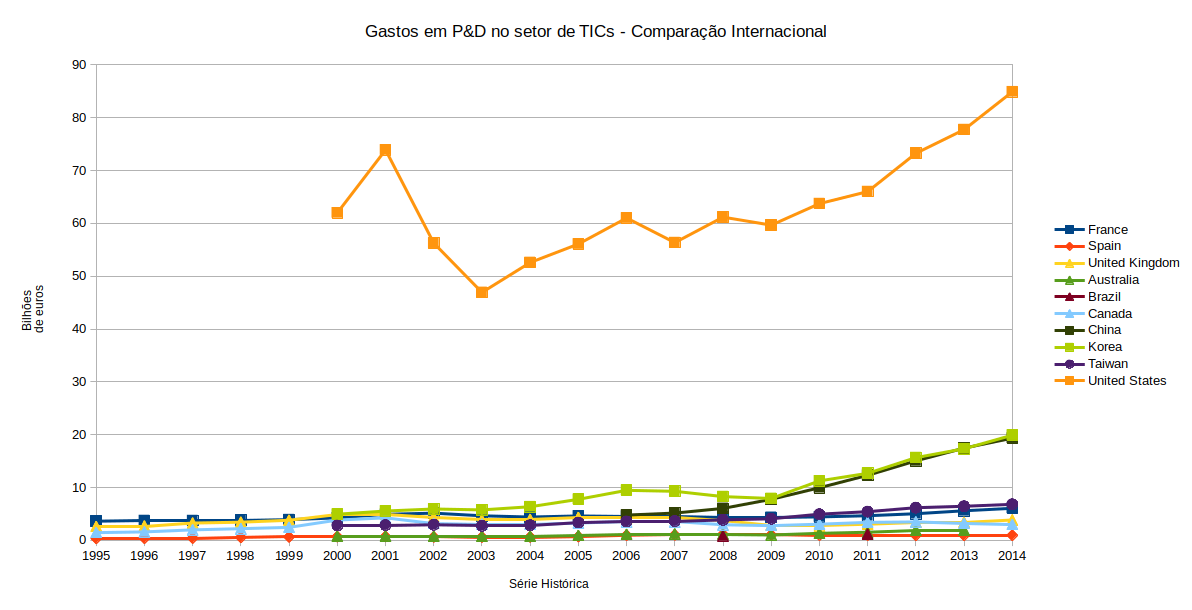 Gastos em P&D no setor de TICs - Comparação Internacional
90
80
70
60
50
40
30
20
10
0
Bilhões
de euros
1995 1996 1997 1998 1999 2000 2001 2002 2003 2004 2005 2006 2007 2008 2009 2010 2011 2012 2013 2014
Série Histórica
France
Spain
United Kingdom
Australia
Brazil
Canada
China
Korea
Taiwan
United States